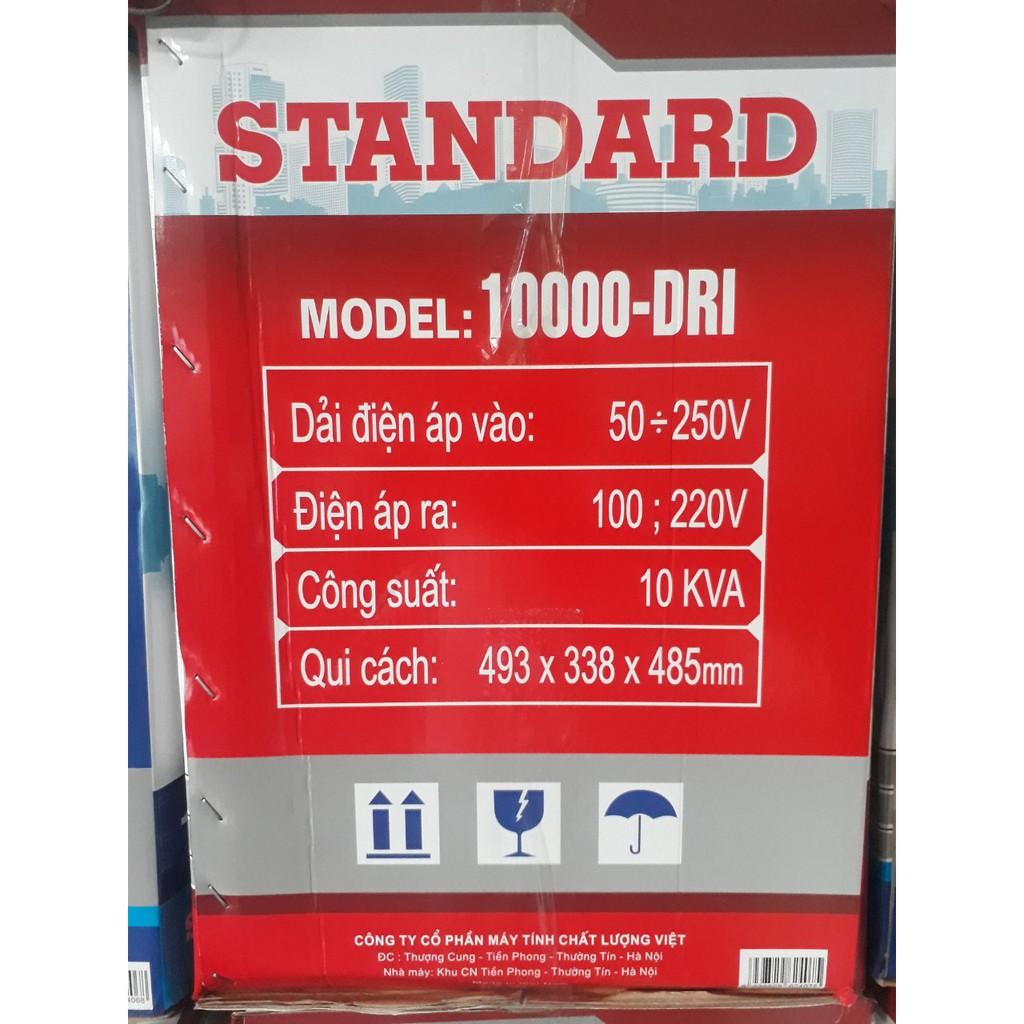 STANDARD
MODEL: 10000-DRI
Dải điện áp vào: 50÷250V
Điện áp ra: 100 ; 220V
Công suất: 10 KVA
Qui cách: 493 x 338 x 485mm
CÔNG TY CỔ PHẦN MÁY TÍNH CHẤT LƯỢNG VIỆT
ĐC : Thượng Cung - Tiền Phong - Thường Tín - Hà Nội
Nhà máy: Khu CN Tiền Phong - Thường Tín - Hà Nội